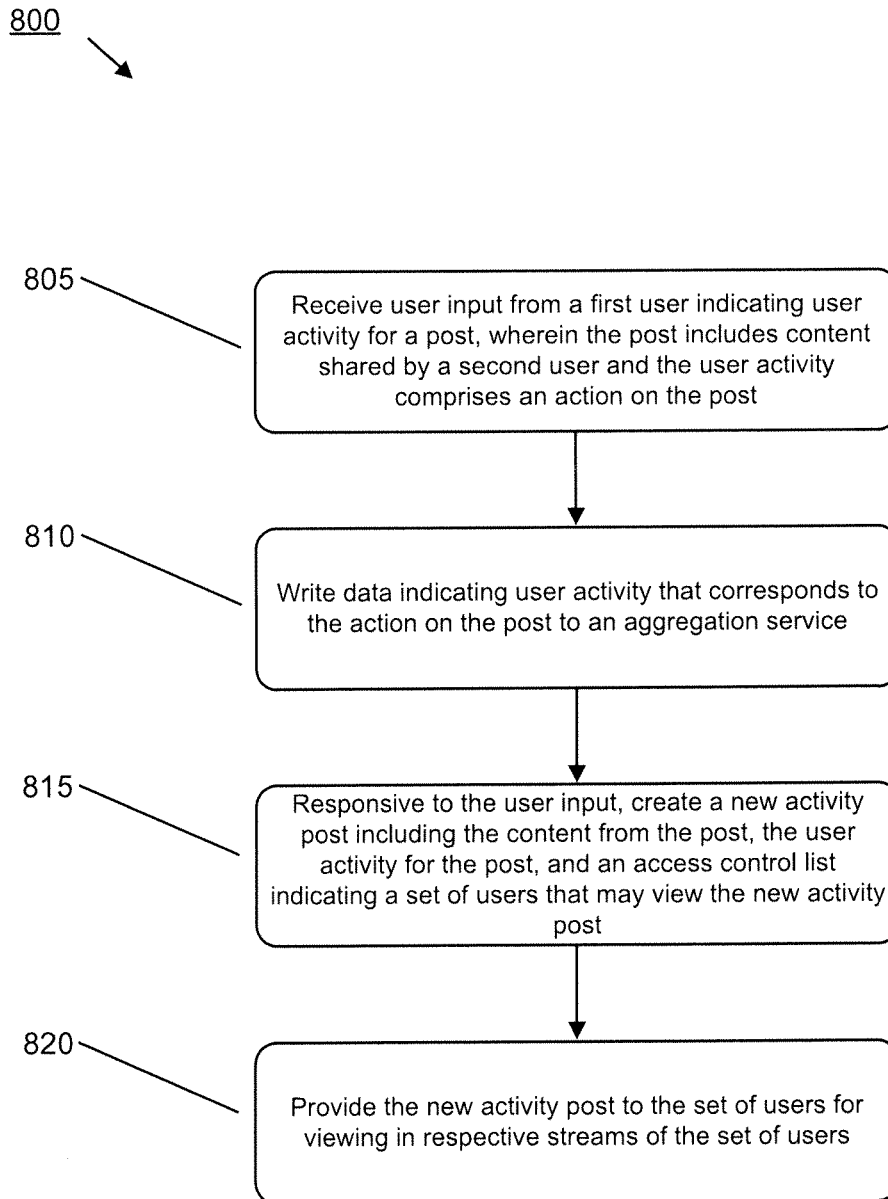 800
805
Receive user input from a first user indicating user
activity for a post, wherein the post includes content
shared by a second user and the user activity
comprises an action on the post
810
Write data indicating user activity that corresponds to
the action on the post to an aggregation service
815
Responsive to the user input, create a new activity
post including the content from the post, the user
activity for the post, and an access control list
indicating a set of users that may view the new activity
post
820
Provide the new activity post to the set of users for
viewing in respective streams of the set of users